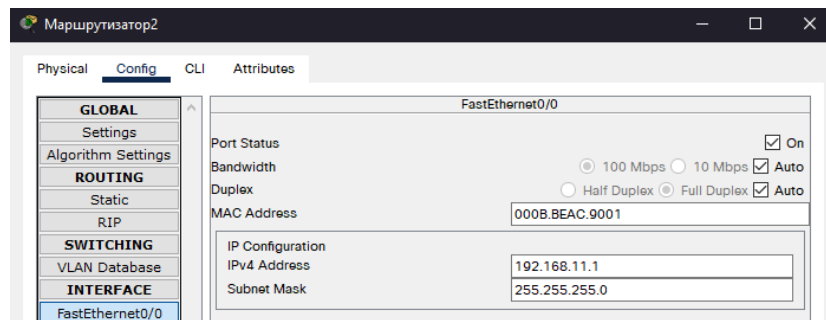 Маршрутизатор2
Physical Config CLI Attributes
GLOBAL
Settings
Algorithm Settings
ROUTING
Static
RIP
SWITCHING
VLAN Database
INTERFACE
FastEthernet0/0
FastEthernet0/0
Port Status On
Bandwidth 100 Mbps 10 Mbps Auto
Duplex Half Duplex Full Duplex Auto
MAC Address 000B.BEAC.9001
IP Configuration
IPv4 Address 192.168.11.1
Subnet Mask 255.255.255.0